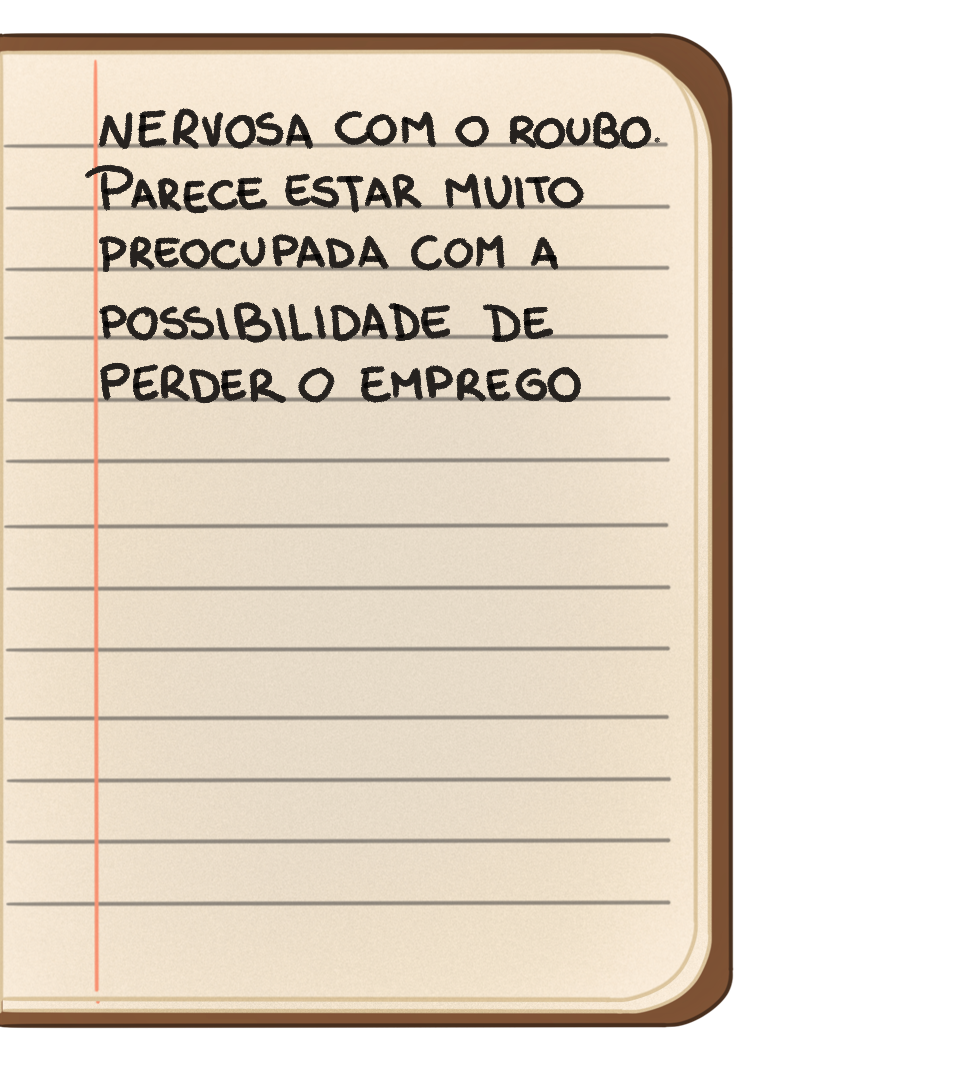 NERVOSA COM O ROUBO.
PARECE ESTAR MUITO
PREOCUPADA COM A
POSSIBILIDADE DE
PERDER O EMPREGO